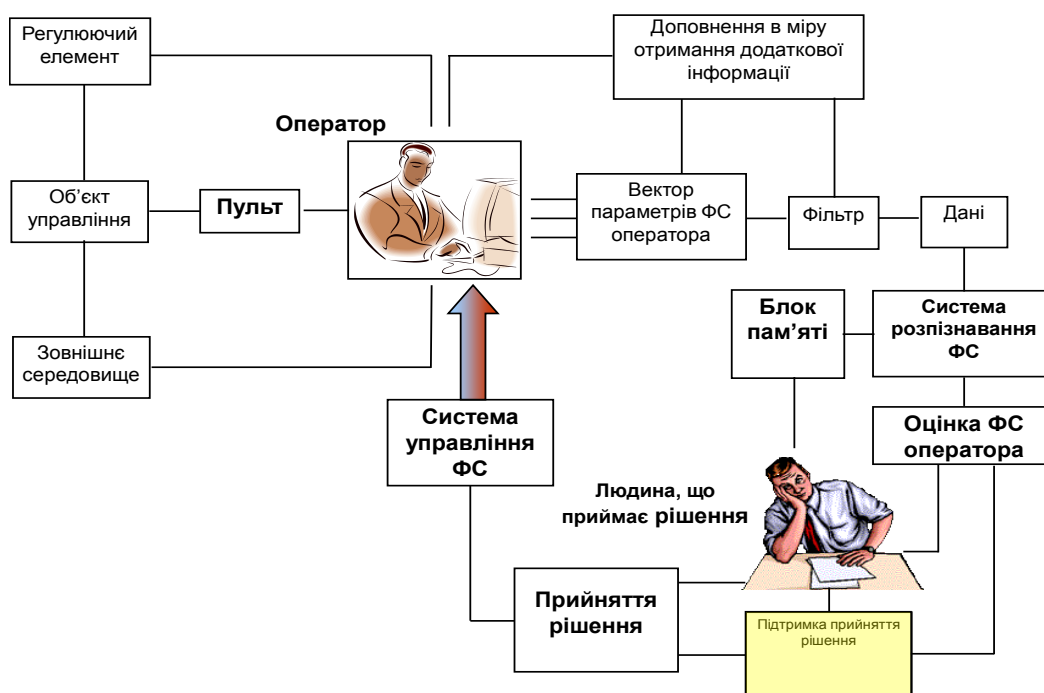 Регулюючий
елемент
Доповнення в міру
отримання додаткової
інформації
Оператор
Об’єкт
управління
Пульт
Вектор
параметрів ФС
оператора
Фільтр
Дані
Блок
пам’яті
Система
розпізнавання
ФС
Зовнішнє
середовище
Система
управління
ФС
Оцінка ФС
оператора
Людина, що
приймає рішення
Прийняття
рішення
Підтримка прийняття
рішення